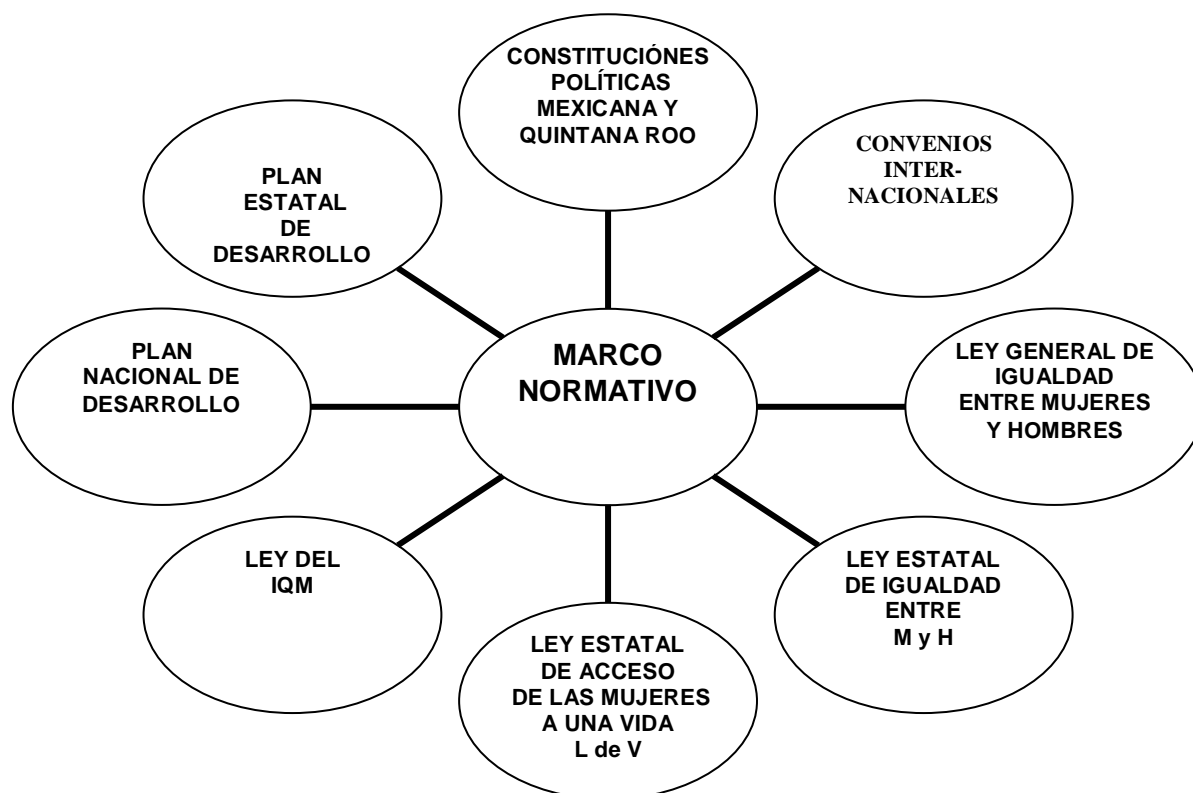 CONSTITUCIÓNES
POLÍTICAS
MEXICANA Y
QUINTANA ROO
CONVENIOS
INTER-
NACIONALES
PLAN
ESTATAL
DE
DESARROLLO
MARCO
NORMATIVO
PLAN
NACIONAL DE
DESARROLLO
LEY GENERAL DE
IGUALDAD
ENTRE MUJERES
Y HOMBRES
LEY DEL
IQM
LEY ESTATAL
DE IGUALDAD
ENTRE
M y H
LEY ESTATAL
DE ACCESO
DE LAS MUJERES
A UNA VIDA
L de V